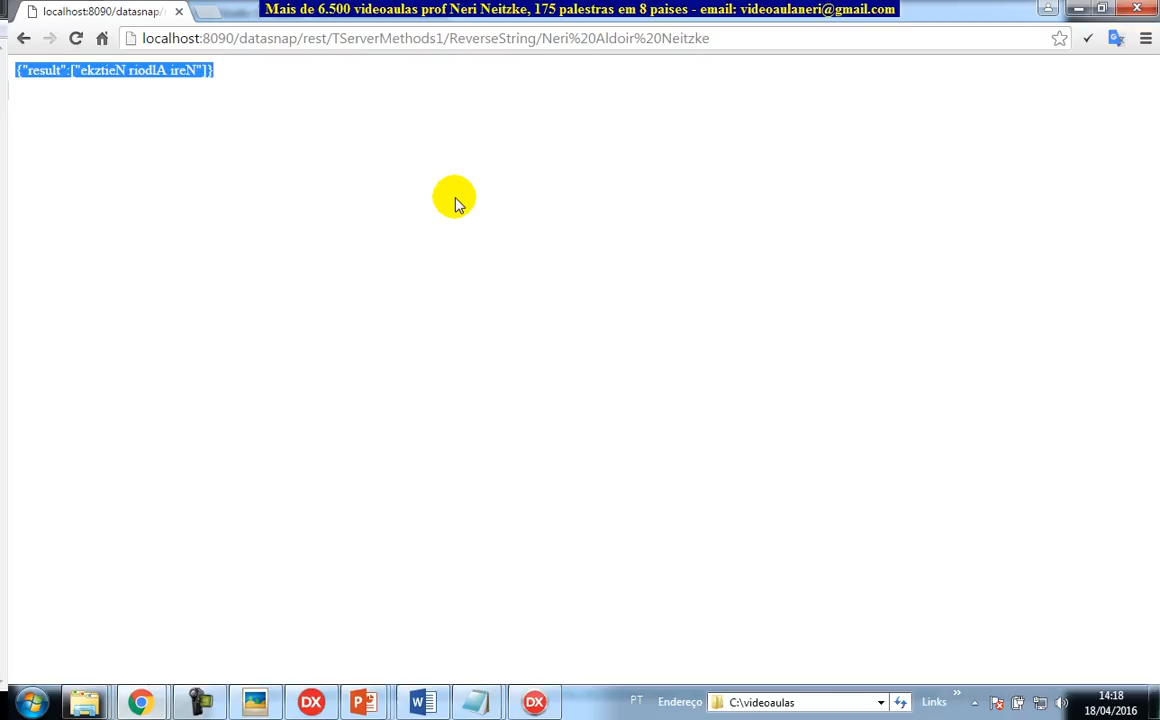 Mais de 6.500 videoaulas prof Neri Neitzke, 175 palestras em 8 paises - email: videoaulaneri@gmail.com
localhost:8090/datasnap/
localhost:8090/datasnap/rest/TServerMethods1/ReverseString/Neri%20Aldoir%20Neitzke
{"result":["ekztieN riodlA ireN"]}
DX
P
W
DX
PT
Endereço
C:\videoaulas
Links
»
14:18
18/04/2016